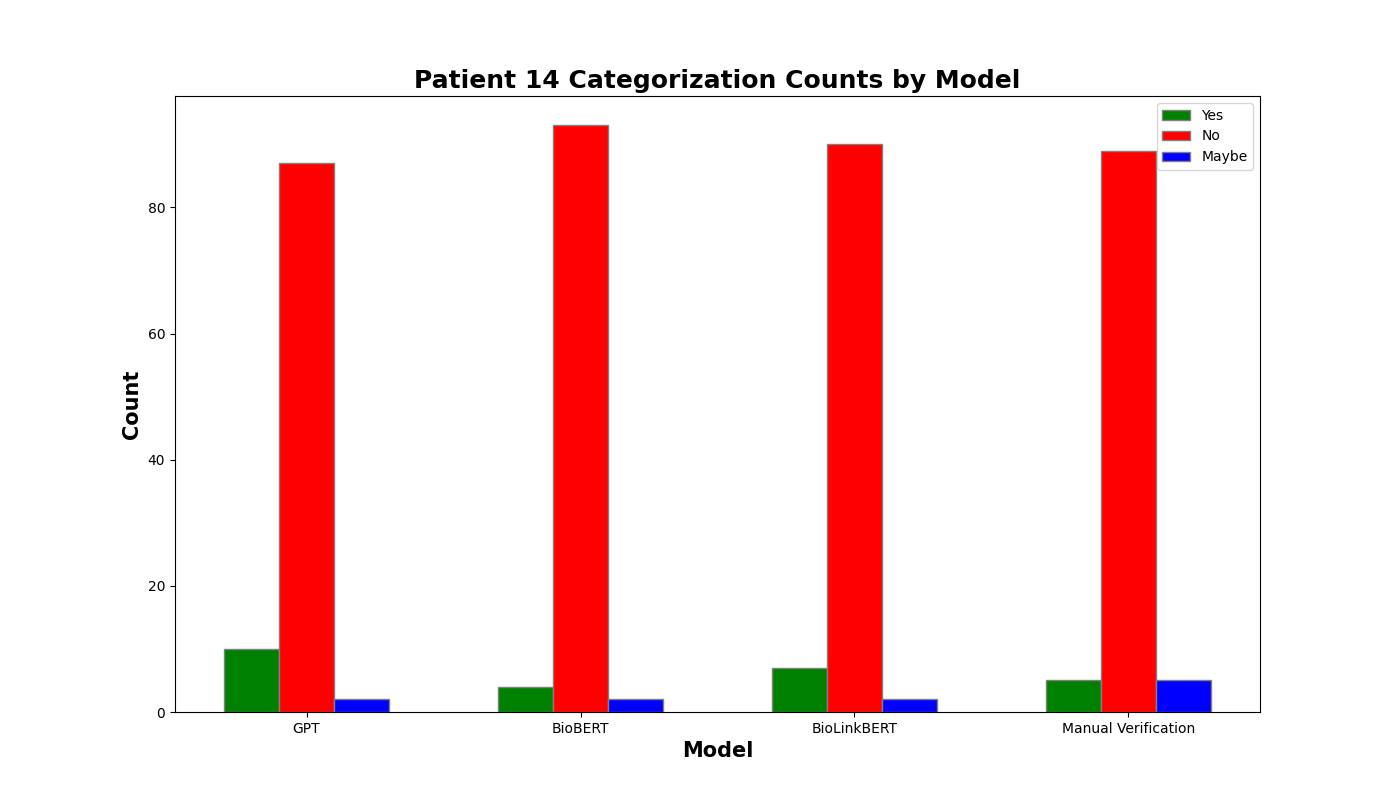 Patient 14 Categorization Counts by Model
Yes
No
Maybe
80
60
40
20
0
Count
GPT
BioBERT
BioLinkBERT
Manual Verification
Model